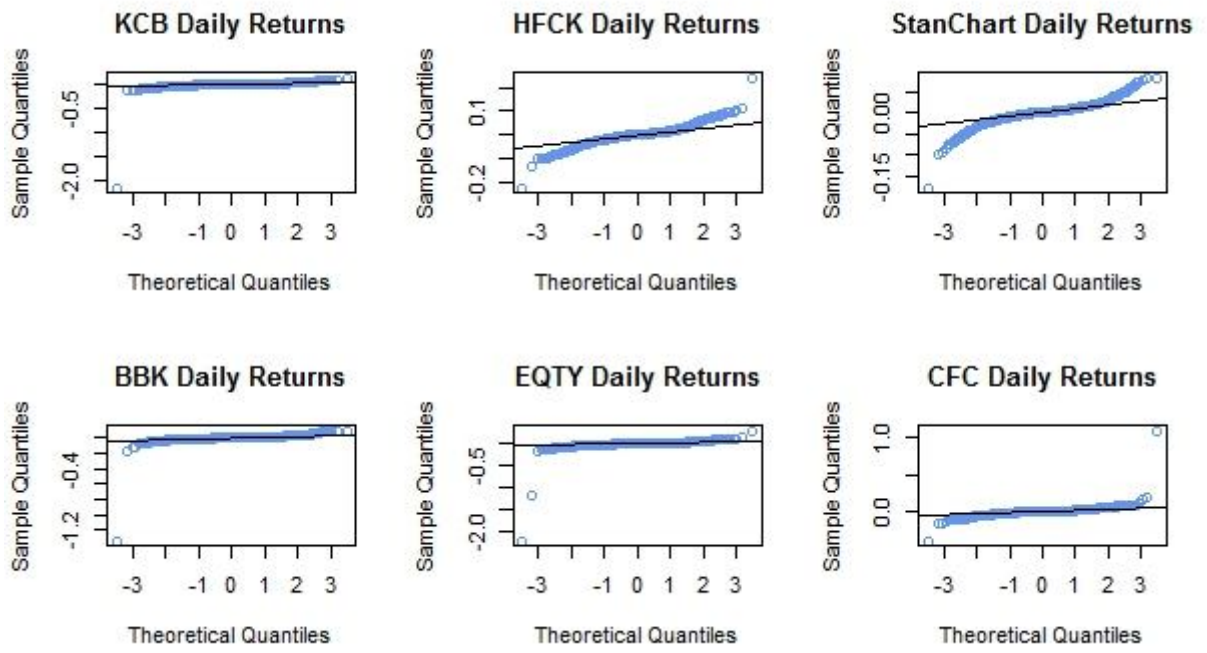 KCB Daily Returns
Sample Quantiles
-0.5
-2.0
-3 -1 0 1 2 3
Theoretical Quantiles
HFCK Daily Returns
Sample Quantiles
0.1
-0.2
-3 -1 0 1 2 3
Theoretical Quantiles
StanChart Daily Returns
Sample Quantiles
0.00
-0.15
-3 -1 0 1 2 3
Theoretical Quantiles
BBK Daily Returns
Sample Quantiles
-0.4
-1.2
-3 -1 0 1 2 3
Theoretical Quantiles
EQTY Daily Returns
Sample Quantiles
-0.5
-2.0
-3 -1 0 1 2 3
Theoretical Quantiles
CFC Daily Returns
Sample Quantiles
1.0
0.0
-3 -1 0 1 2 3
Theoretical Quantiles